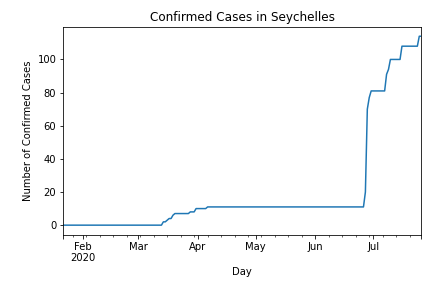 Confirmed Cases in Seychelles
Number of Confirmed Cases
100
80
60
40
20
0
Feb Mar Apr May Jun Jul
2020
Day